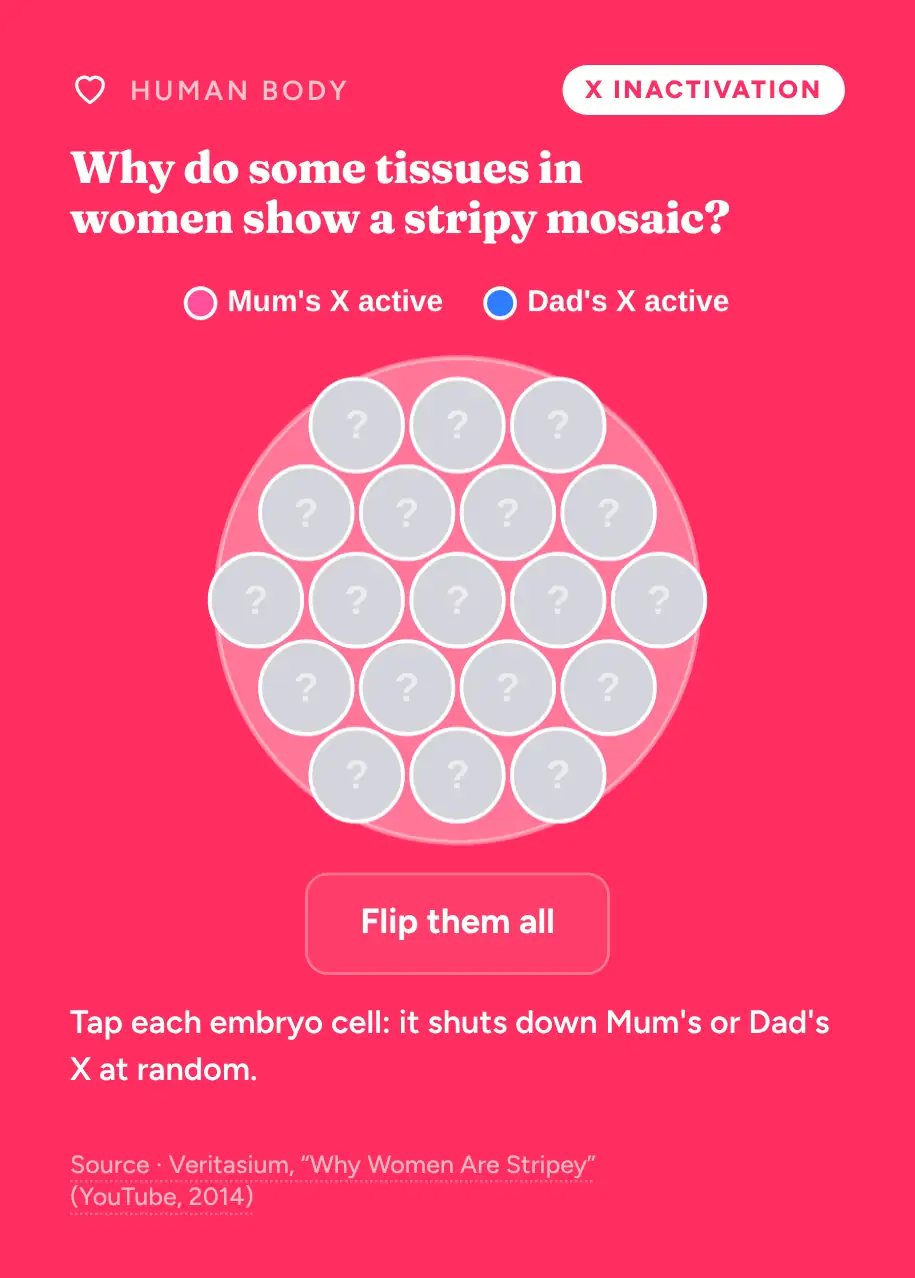 HUMAN BODY
X INACTIVATION
Why do some tissues in
women show a stripy mosaic?
Mum's X active
Dad's X active
? ? ?
? ? ? ?
? ? ? ? ?
? ? ? ?
? ? ?
Flip them all
Tap each embryo cell: it shuts down Mum's or Dad's
X at random.
Source · Veritasium, “Why Women Are Stripey”
(YouTube, 2014)